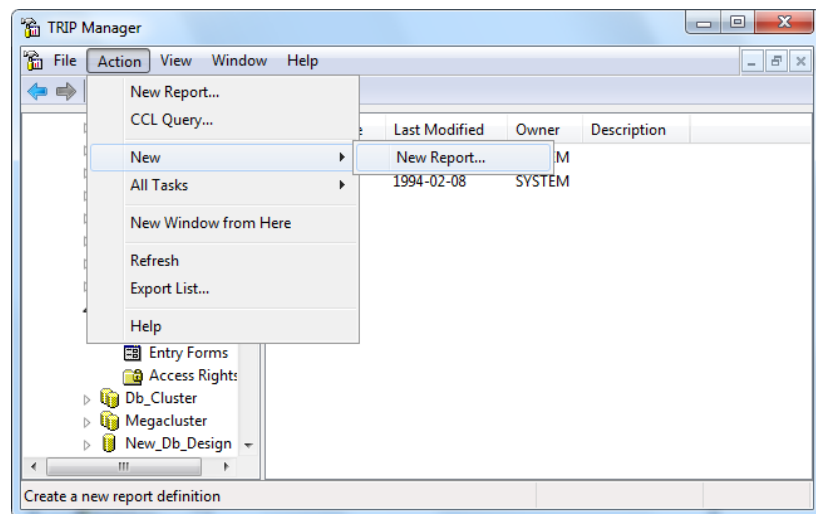 TRIP Manager
File Action View Window Help
New Report...
CCL Query...
Last Modified Owner Description
New
New Report...
M
All Tasks
1994-02-08 SYSTEM
New Window from Here
Refresh
Export List...
Help
Entry Forms
Access Rights
Db_Cluster
Megacluster
New_Db_Design
Create a new report definition